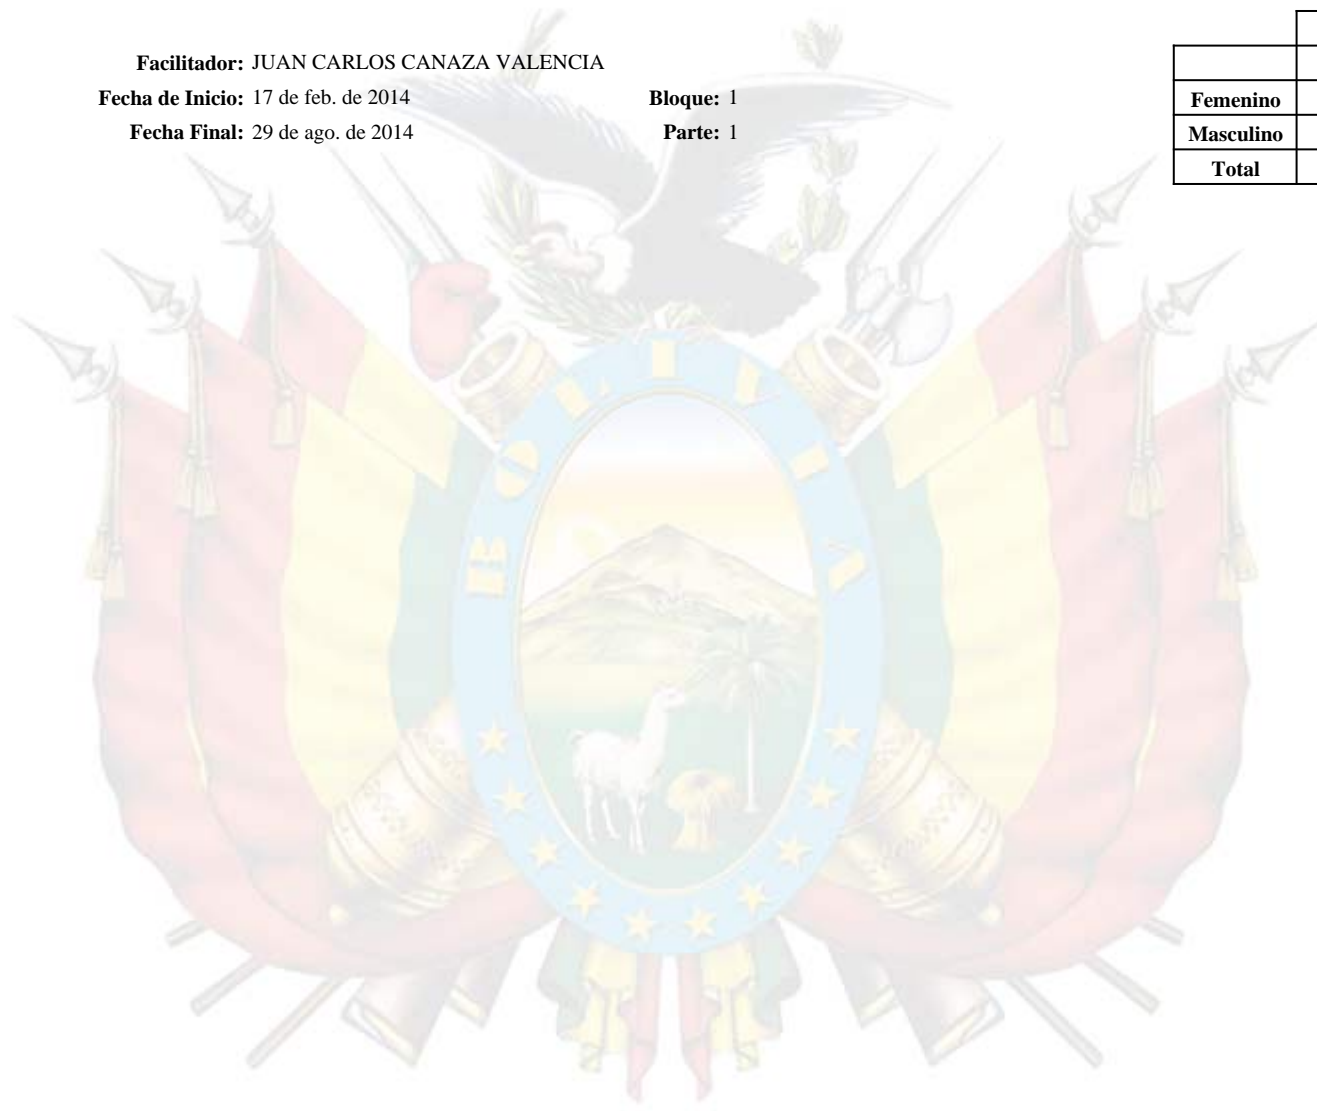 Facilitador: JUAN CARLOS CANAZA VALENCIA
Fecha de Inicio: 17 de feb. de 2014 Bloque: 1
Fecha Final: 29 de ago. de 2014 Parte: 1
Femenino
Masculino
Total
BOLIVIA